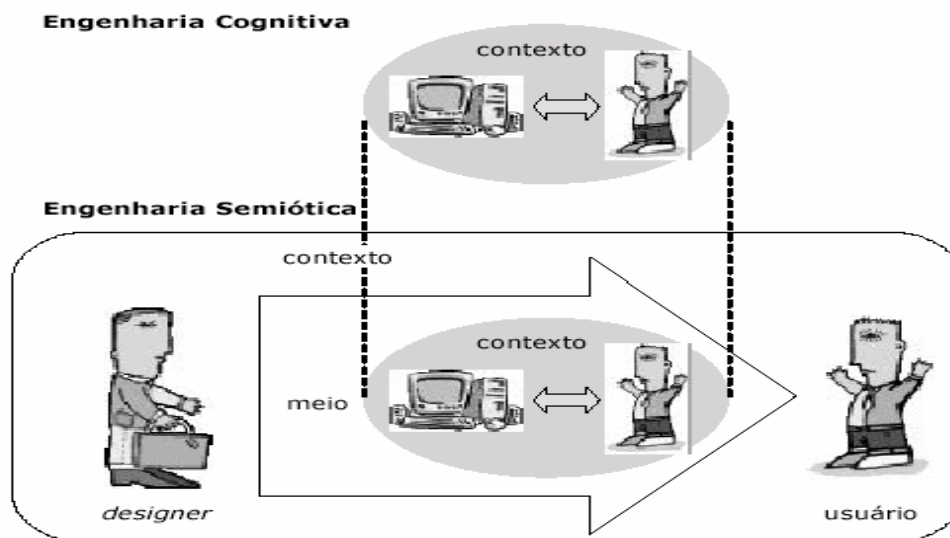 Engenharia Cognitiva
contexto
Engenharia Semiótica
contexto
contexto
meio
designer
usuário